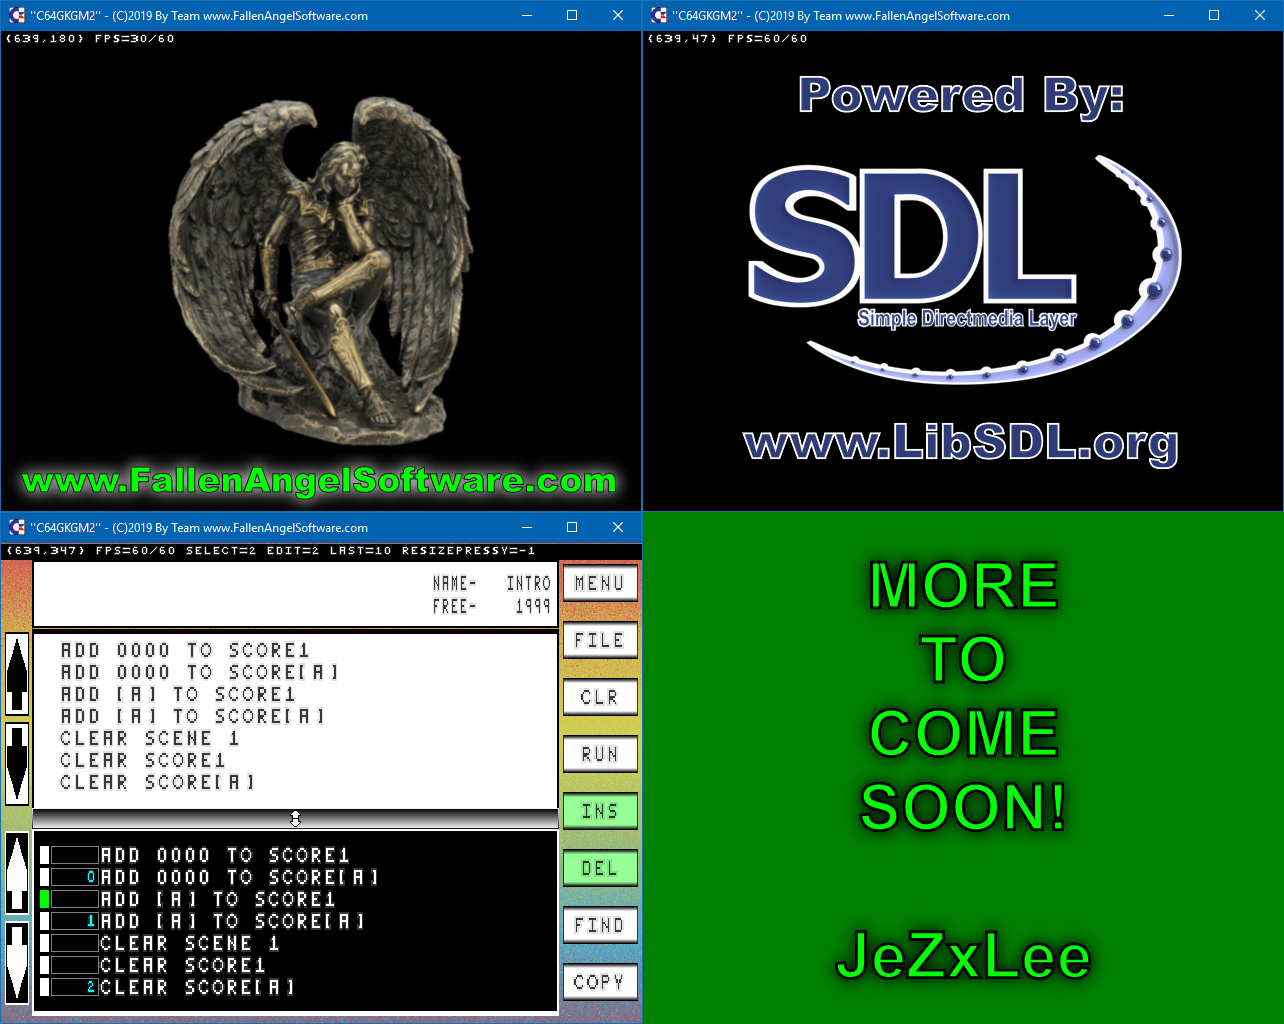 "C64GKGM2" - (C)2019 By Team www.FallenAngelSoftware.com
{639,180} FPS=30/60
www.FallenAngelSoftware.com
"C64GKGM2" - (C)2019 By Team www.FallenAngelSoftware.com
{639,47} FPS=60/60
Powered By:
SDL
Simple Directmedia Layer
www.LibSDL.org
"C64GKGM2" - (C)2019 By Team www.FallenAngelSoftware.com
{639,347} FPS=60/60 SELECT=2 EDIT=2 LAST=10 RESIZEPRESSY=-1
NAME- INTRO
FREE- 1999
ADD 0000 TO SCORE1
ADD 0000 TO SCORE[A]
ADD [A] TO SCORE1
ADD [A] TO SCORE[A]
CLEAR SCENE 1
CLEAR SCORE1
CLEAR SCORE[A]
ADD 0000 TO SCORE1
0 ADD 0000 TO SCORE[A]
ADD [A] TO SCORE1
1 ADD [A] TO SCORE[A]
CLEAR SCENE 1
CLEAR SCORE1
2 CLEAR SCORE[A]
MENU
FILE
CLR
RUN
INS
DEL
FIND
COPY
MORE
TO
COME
SOON!
JeZxLee